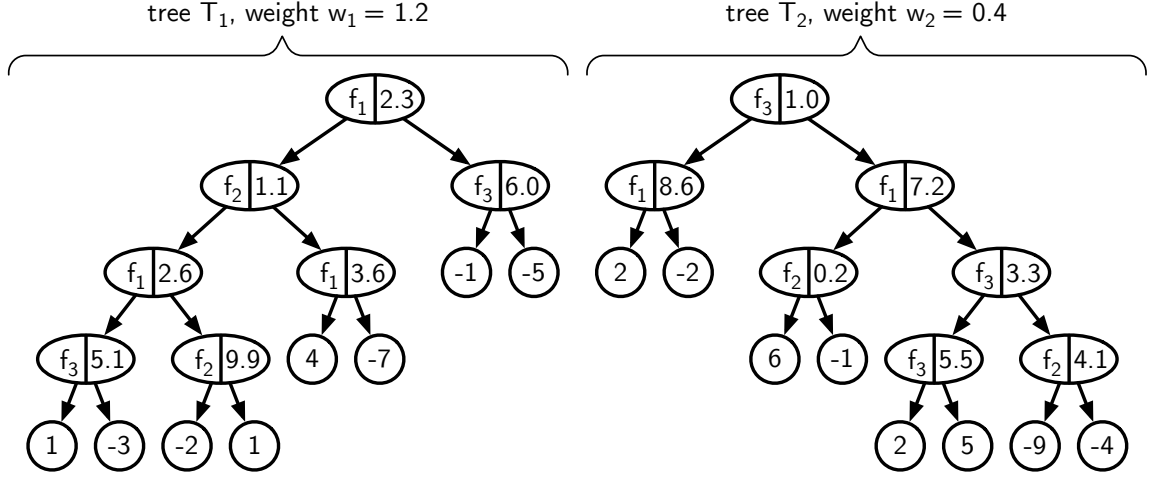 tree T₁, weight w₁ = 1.2 tree T₂, weight w₂ = 0.4
f₁ 2.3 f₃ 1.0
f₂ 1.1 f₃ 6.0 f₁ 8.6 f₁ 7.2
f₁ 2.6 f₁ 3.6 -1 -5 2 -2 f₂ 0.2 f₃ 3.3
f₃ 5.1 f₂ 9.9 4 -7 6 -1 f₃ 5.5 f₂ 4.1
1 -3 -2 1 2 5 -9 -4